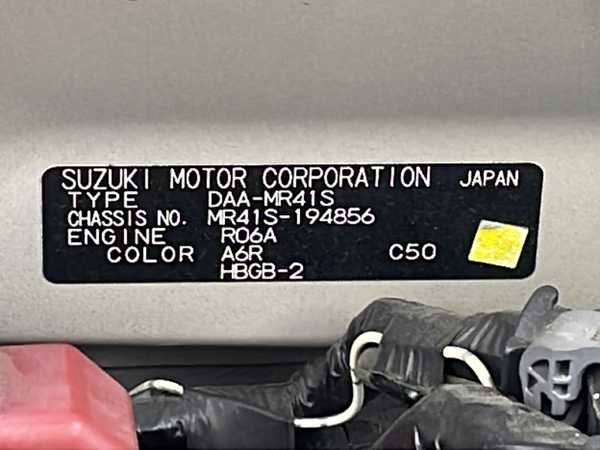 SUZUKI MOTOR CORPORATION JAPAN
TYPE DAA-MR41S
CHASSIS NO. MR41S-194856
ENGINE R06A
COLOR A6R C50
HBGB-2